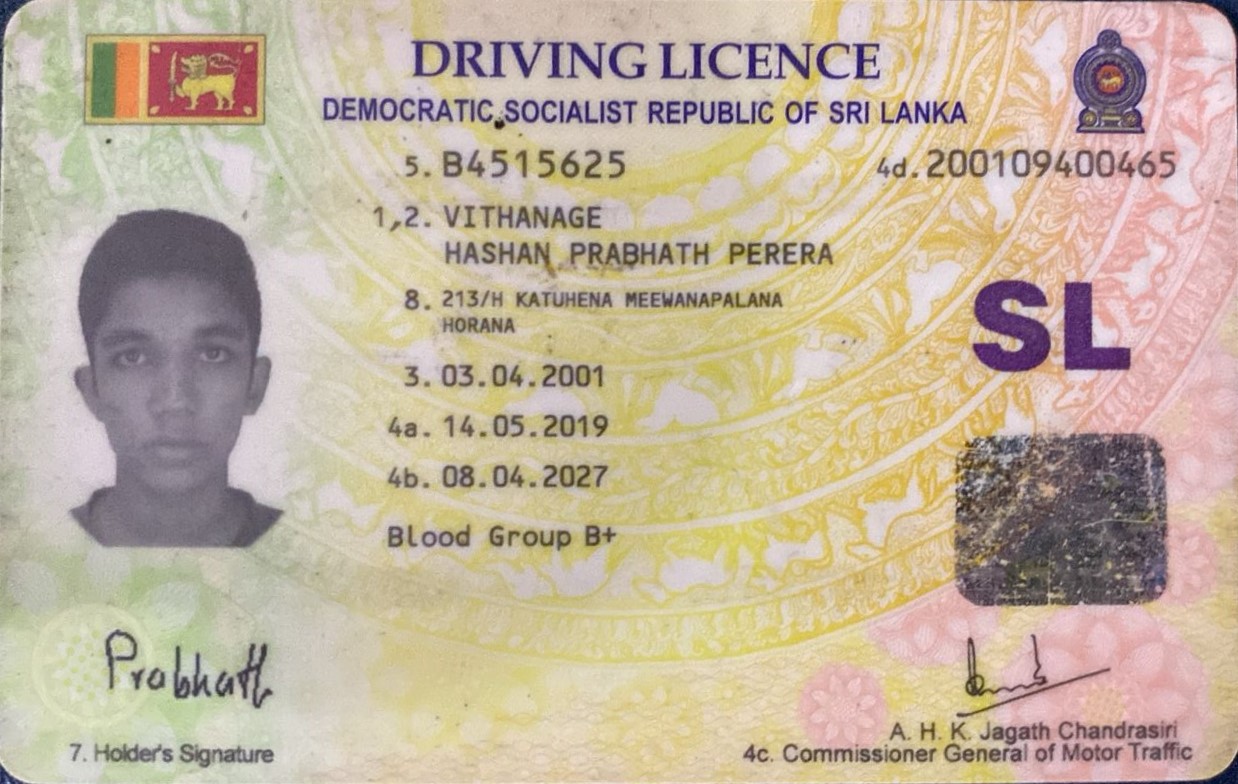 DRIVING LICENCE
DEMOCRATIC SOCIALIST REPUBLIC OF SRI LANKA
5. B4515625 4d. 200109400465
1,2. VITHANAGE
HASHAN PRABHATH PERERA
8. 213/H KATUHENA MEEWANAPALANA
HORANA
SL
3. 03.04.2001
4a. 14.05.2019
4b. 08.04.2027
Blood Group B+
Prabhath
7. Holder's Signature
A. H. K. Jagath Chandrasiri
4c. Commissioner General of Motor Traffic